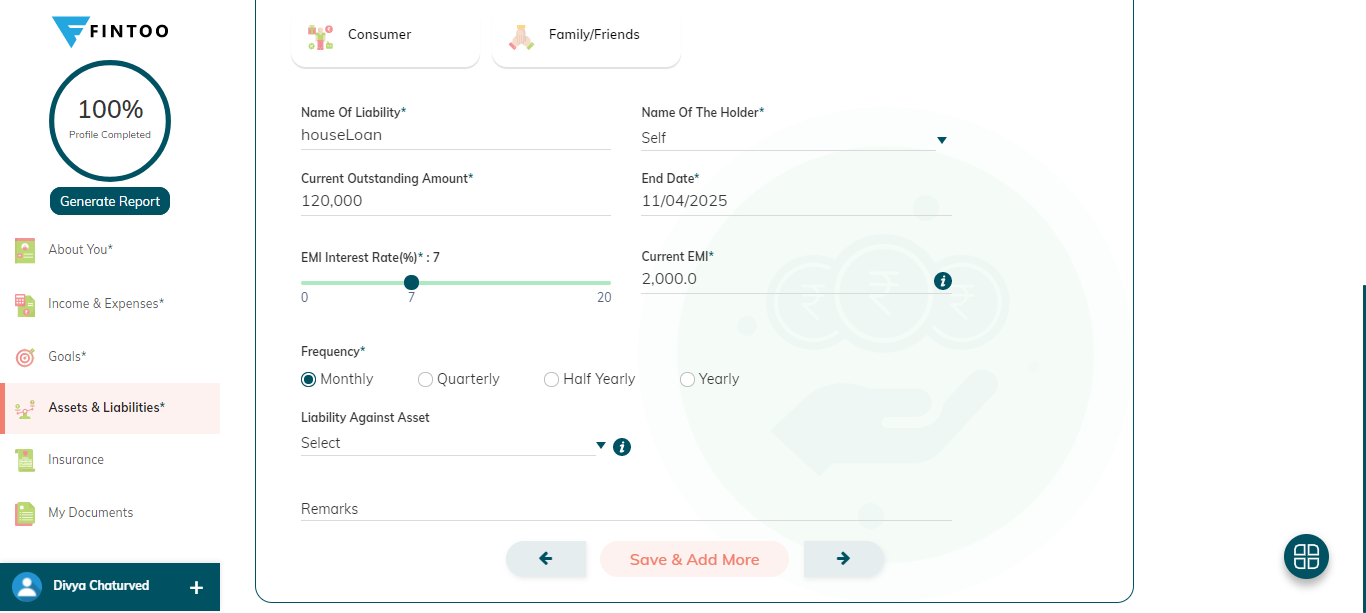 FINTOO
100%
Profile Completed
Generate Report
About You*
Income & Expenses*
Goals*
Assets & Liabilities*
Insurance
My Documents
Divya Chaturved
+
Consumer
Family/Friends
Name Of Liability*
houseLoan
Name Of The Holder*
Self
Current Outstanding Amount*
120,000
End Date*
11/04/2025
EMI Interest Rate(%)* : 7
0 7 20
Current EMI*
2,000.0
Frequency*
Monthly Quarterly Half Yearly Yearly
Liability Against Asset
Select
Remarks
Save & Add More